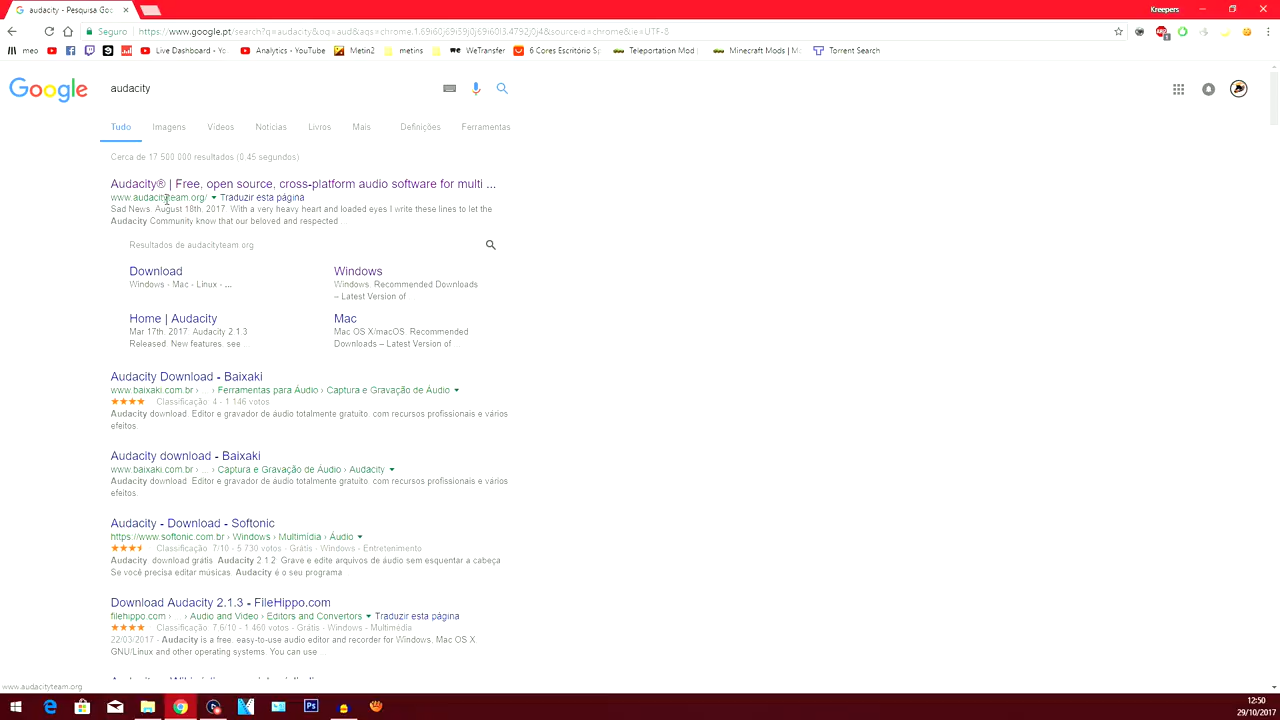 audacity - Pesquisa Goo
Kreepers
Seguro
https://www.google.pt/search?q=audacity&oq=aud&aqs=chrome.1.69i60j69i59j0j69i60l3.4792j0j4&sourceid=chrome&ie=UTF-8
meo
Live Dashboard - Yo
Analytics - YouTube
Metin2
metins
WeTransfer
6 Cores Escritório S
Teleportation Mod
Minecraft Mods | M
Torrent Search
Google
audacity
Tudo
Imagens
Vídeos
Notícias
Livros
Mais
Definições
Ferramentas
Cerca de 17 500 000 resultados (0,45 segundos)
Audacity® | Free, open source, cross-platform audio software for multi ...
www.audacityteam.org/ Traduzir esta página
Sad News. August 18th. 2017. With a very heavy heart and loaded eyes I write these lines to let the
Audacity Community know that our beloved and respected ...
Resultados de audacityteam.org
Download
Windows - Mac - Linux - ...
Windows
Windows. Recommended Downloads
– Latest Version of ...
Home | Audacity
Mar 17th. 2017. Audacity 2.1.3
Released. New features. see ...
Mac
Mac OS X/macOS. Recommended
Downloads – Latest Version of ...
Audacity Download - Baixaki
www.baixaki.com.br › ... › Ferramentas para Áudio › Captura e Gravação de Áudio
Classificação: 4 - 1 146 votos
Audacity download. Editor e gravador de áudio totalmente gratuito. com recursos profissionais e vários
efeitos.
Audacity download - Baixaki
www.baixaki.com.br › ... › Captura e Gravação de Áudio › Audacity
Audacity download. Editor e gravador de áudio totalmente gratuito. com recursos profissionais e vários
efeitos.
Audacity - Download - Softonic
https://www.softonic.com.br › Windows › Multimídia › Áudio
Classificação: 7/10 - 5 730 votos - Grátis - Windows - Entretenimento
Audacity download grátis. Audacity 2.1.2: Grave e edite arquivos de áudio sem esquentar a cabeça
Se você precisa editar músicas. Audacity é o seu programa
Download Audacity 2.1.3 - FileHippo.com
filehippo.com › ... › Audio and Video › Editors and Convertors Traduzir esta página
Classificação: 7,6/10 - 1 460 votos - Grátis - Windows - Multimédia
22/03/2017 - Audacity is a free. easy-to-use audio editor and recorder for Windows, Mac OS X.
GNU/Linux and other operating systems. You can use ...
www.audacityteam.org
12:50
29/10/2017